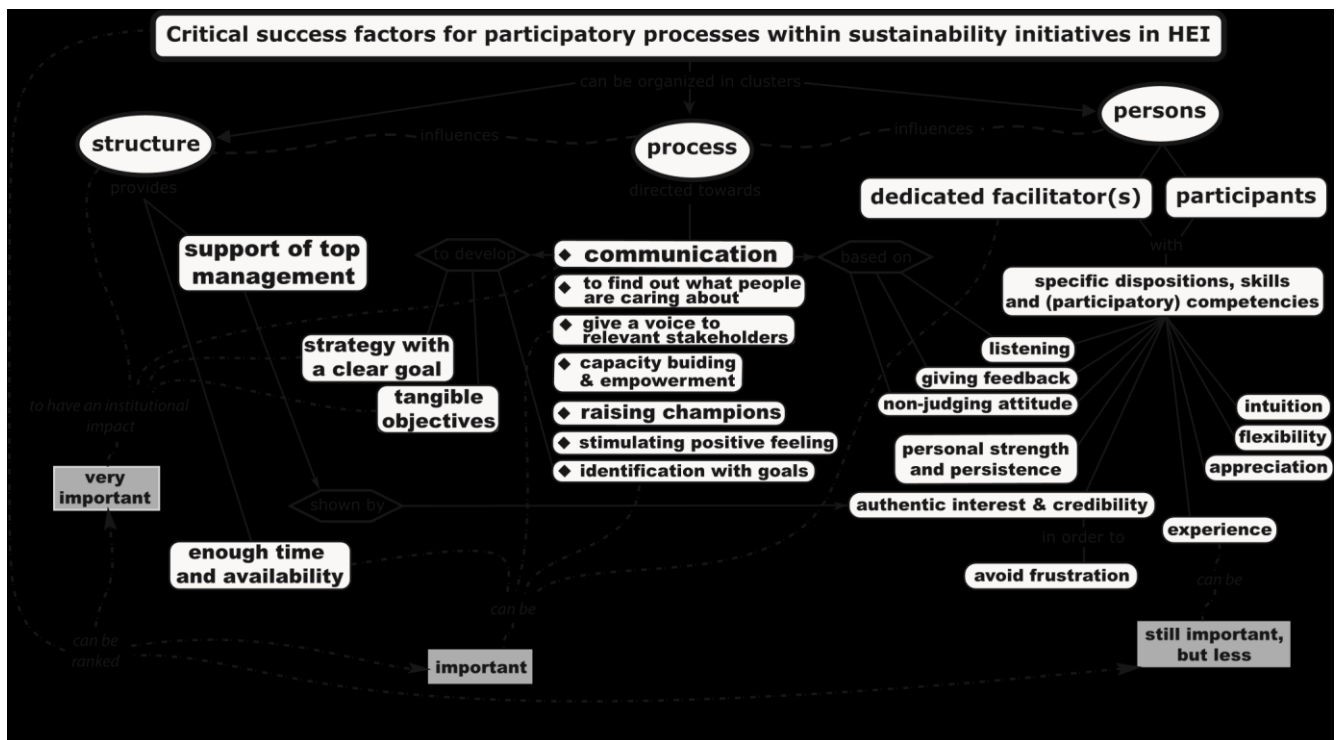 Critical success factors for participatory processes within sustainability initiatives in HEI
can be organized in clusters
structure
influences
process
influences
persons
provides
directed towards
dedicated facilitator(s)
participants
with
support of top
management
to develop
◆ communication
based on
◆ to find out what people
are caring about
specific dispositions, skills
and (participatory) competencies
◆ give a voice to
relevant stakeholders
strategy with
a clear goal
◆ capacity buiding
& empowerment
tangible
objectives
◆ raising champions
◆ stimulating positive feeling
◆ identification with goals
listening
giving feedback
non-judging attitude
personal strength
and persistence
intuition
flexibility
appreciation
to have an institutional
impact
very
important
shown by
authentic interest & credibility
in order to
avoid frustration
experience
can be
enough time
and availability
can be
can be
ranked
important
still important,
but less